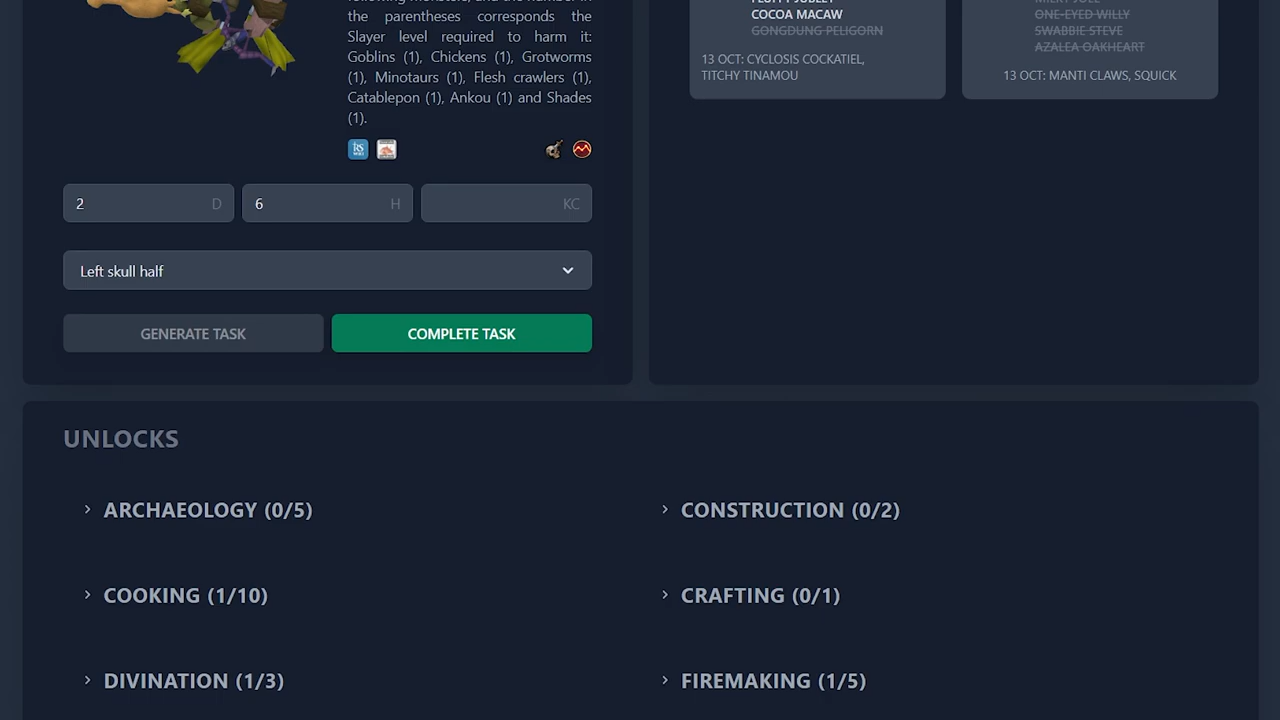 the parentheses corresponds the
Slayer level required to harm it:
Goblins (1), Chickens (1), Grotworms
(1), Minotaurs (1), Flesh crawlers (1),
Catablepon (1), Ankou (1) and Shades
(1).
2 D
6 H
KC
Left skull half
GENERATE TASK
COMPLETE TASK
COCOA MACAW
GONGDUNG PELIGORN
13 OCT: CYCLOSIS COCKATIEL,
TITCHY TINAMOU
ONE-EYED WILLY
SWABBIE STEVE
AZALEA OAKHEART
13 OCT: MANTI CLAWS, SQUICK
UNLOCKS
ARCHAEOLOGY (0/5)
CONSTRUCTION (0/2)
COOKING (1/10)
CRAFTING (0/1)
DIVINATION (1/3)
FIREMAKING (1/5)